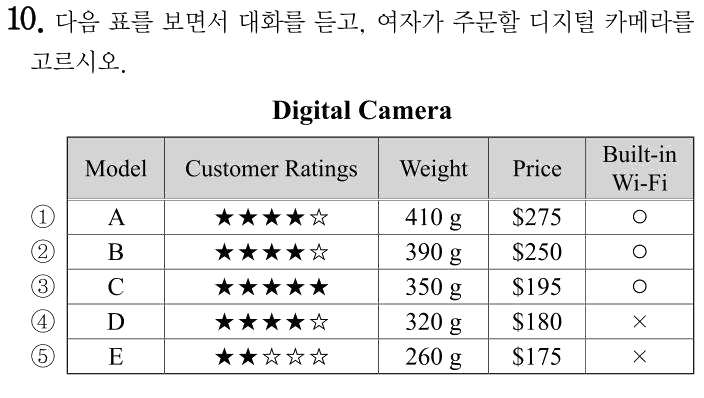 10. 다음 표를 보면서 대화를 듣고, 여자가 주문할 디지털 카메라를
고르시오.
Digital Camera
Model Customer Ratings Weight Price Built-in Wi-Fi
① A ★★★★☆ 410 g $275 ○
② B ★★★★☆ 390 g $250 ○
③ C ★★★★★ 350 g $195 ○
④ D ★★★★☆ 320 g $180 ×
⑤ E ★★☆☆☆ 260 g $175 ×